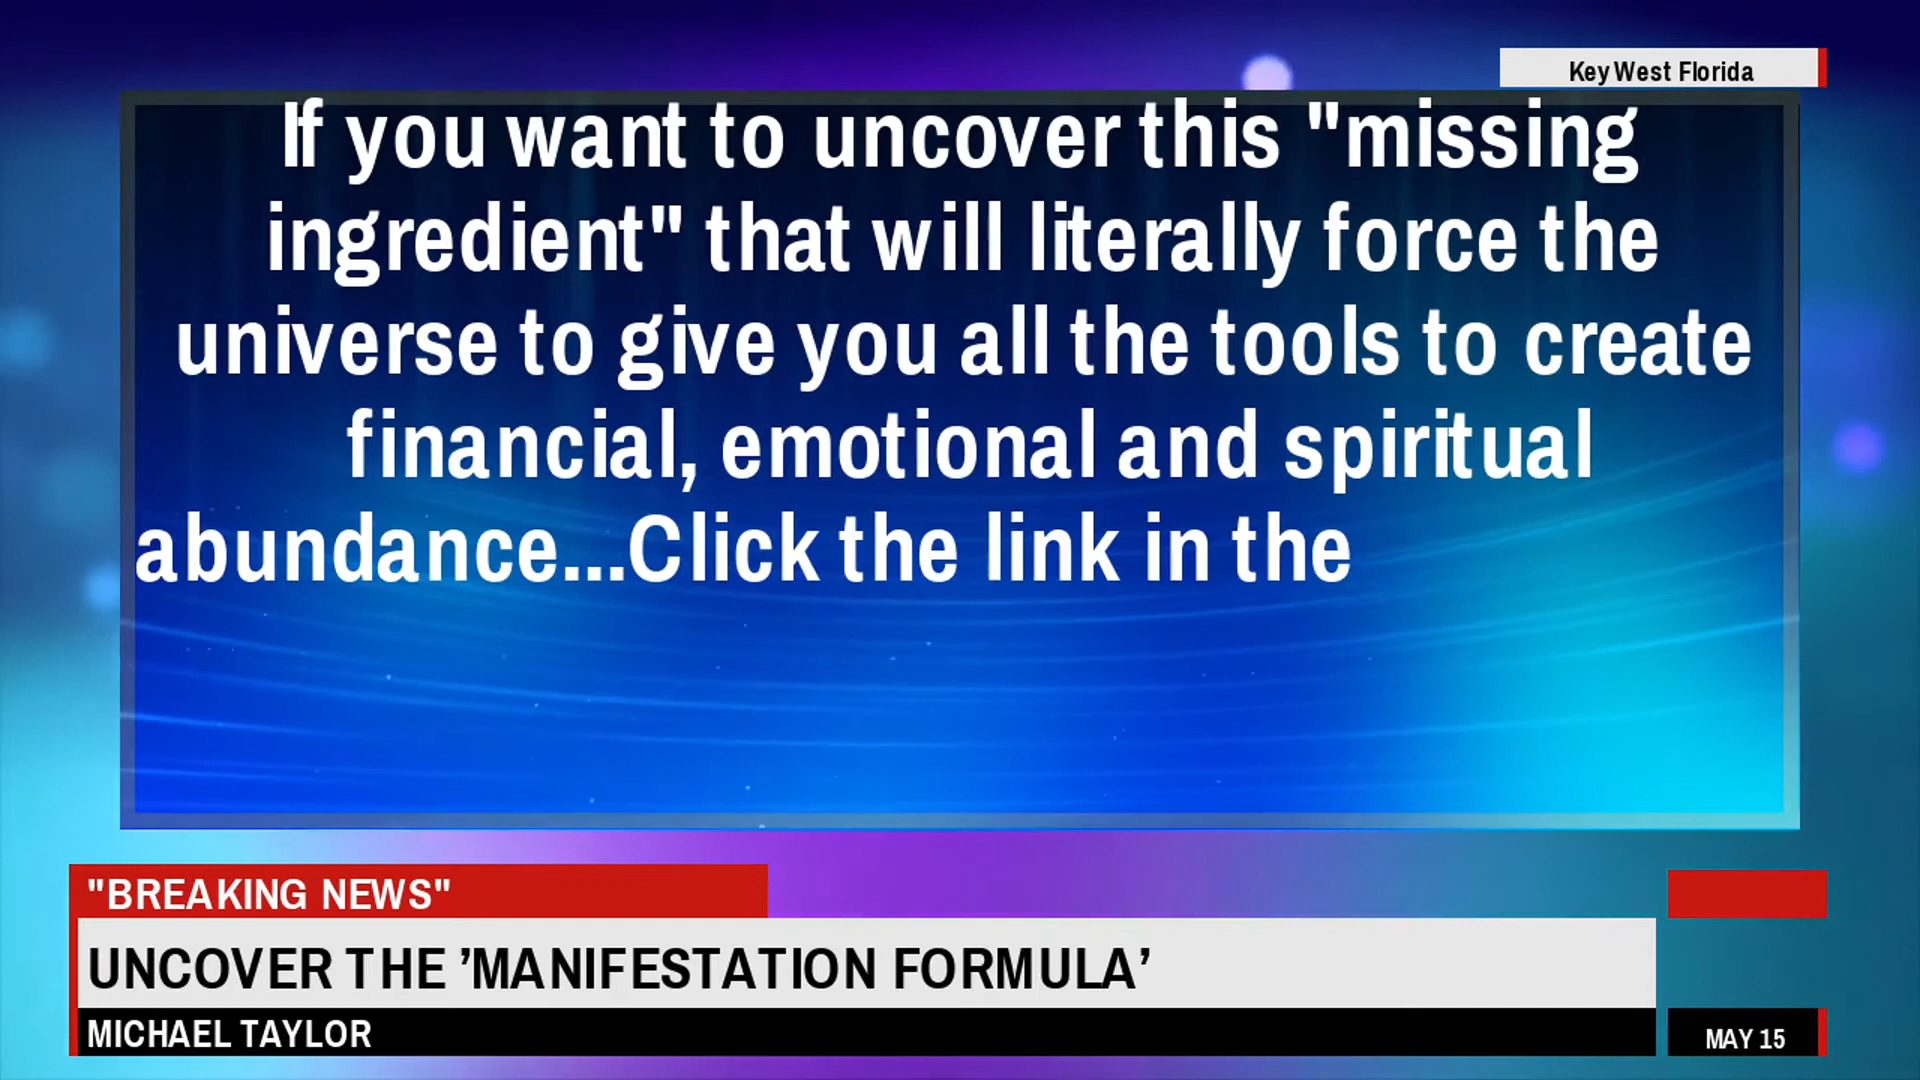 Key West Florida
If you want to uncover this "missing
ingredient" that will literally force the
universe to give you all the tools to create
financial, emotional and spiritual
abundance...Click the link in the
"BREAKING NEWS"
UNCOVER THE ’MANIFESTATION FORMULA’
MICHAEL TAYLOR
MAY 15